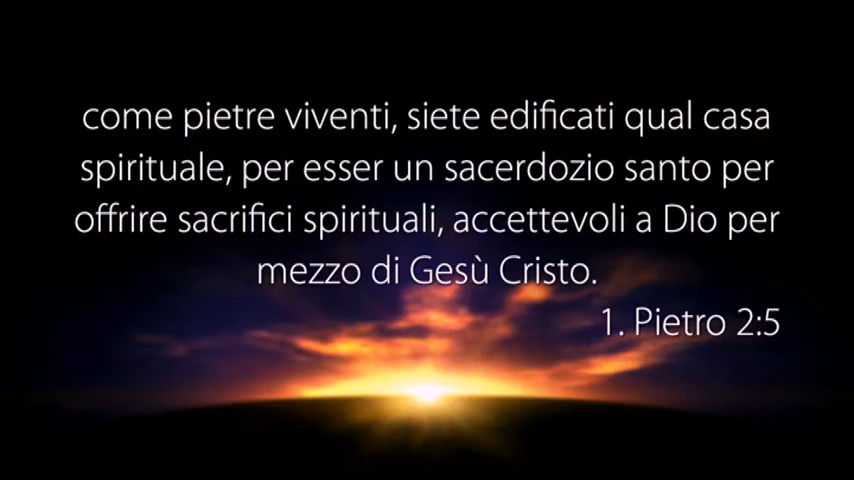 come pietre viventi, siete edificati qual casa
spirituale, per esser un sacerdozio santo per
offrire sacrifici spirituali, accettevoli a Dio per
mezzo di Gesù Cristo.
1. Pietro 2:5